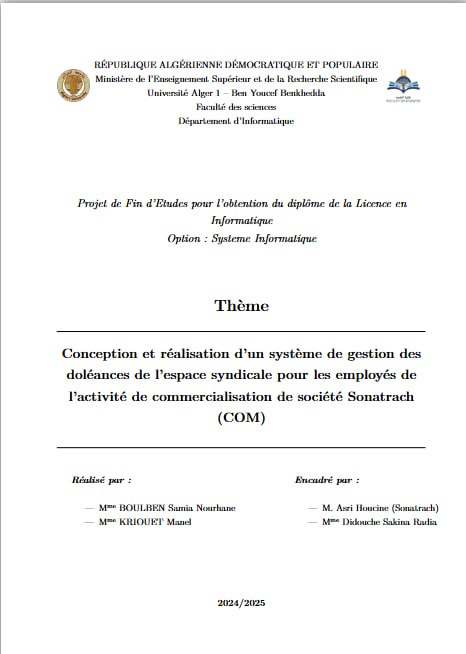 RÉPUBLIQUE ALGÉRIENNE DÉMOCRATIQUE ET POPULAIRE
Ministère de l'Enseignement Supérieur et de la Recherche Scientifique
Université Alger 1 – Ben Youcef Benkhedda
Faculté des sciences
Département d'Informatique
Projet de Fin d'Etudes pour l'obtention du diplôme de la Licence en
Informatique
Option : Systeme Informatique
Thème
Conception et réalisation d'un système de gestion des
doléances de l'espace syndicale pour les employés de
l'activité de commercialisation de société Sonatrach
(COM)
Réalisé par :
— Mme BOULBEN Samia Nourhane
— Mme KRIOUET Manel
Encadré par :
— M. Asri Houcine (Sonatrach)
— Mme Didouche Sakina Radia
2024/2025